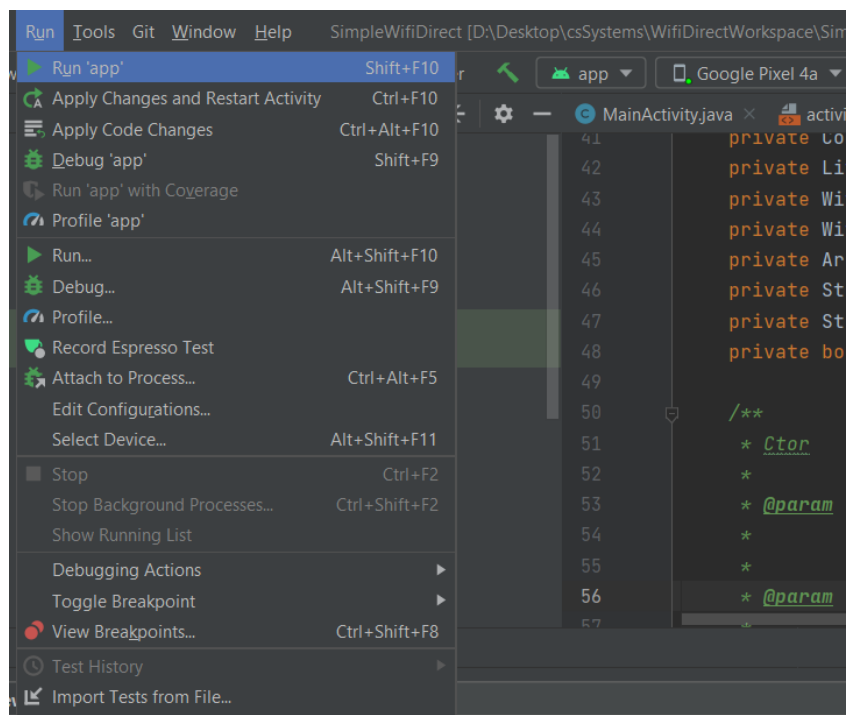 Run Tools Git Window Help SimpleWifiDirect [D:\Desktop\csSystems\WifiDirectWorkspace\Sim
Run 'app' Shift+F10
app Google Pixel 4a
Apply Changes and Restart Activity Ctrl+F10
MainActivity.java activi
Apply Code Changes Ctrl+Alt+F10
Debug 'app' Shift+F9
Run 'app' with Coverage
Profile 'app'
Run... Alt+Shift+F10
Debug... Alt+Shift+F9
Profile...
Record Espresso Test
Attach to Process... Ctrl+Alt+F5
Edit Configurations...
Select Device... Alt+Shift+F11
Stop Ctrl+F2
Stop Background Processes... Ctrl+Shift+F2
Show Running List
Debugging Actions
Toggle Breakpoint
View Breakpoints... Ctrl+Shift+F8
Test History
Import Tests from File...
41 private Co
42 private Li
43 private Wi
44 private Wi
45 private Ar
46 private St
47 private St
48 private bo
49
50 /**
51 * Ctor
52 *
53 * @param
54 *
55 *
56 * @param
57 *